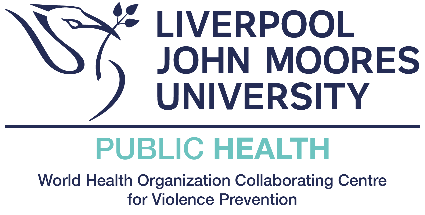 LIVERPOOL
JOHN MOORES
UNIVERSITY
PUBLIC HEALTH
World Health Organization Collaborating Centre
for Violence Prevention